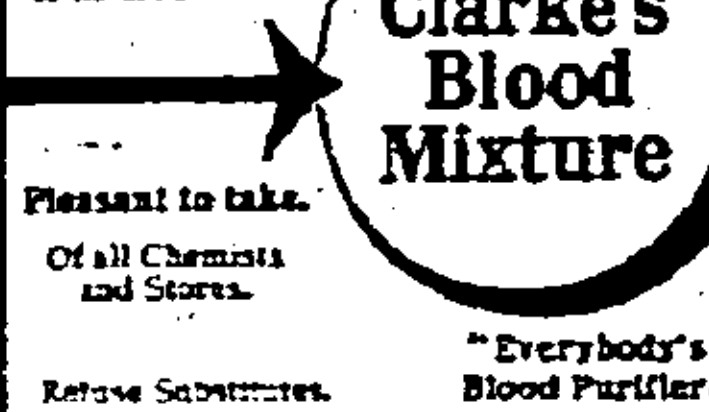 Clarke's
Blood
Mixture
Pleasant to take.
Of all Chemists
and Stores.
Refuse Substitutes.
"Everybody's
Blood Purifier